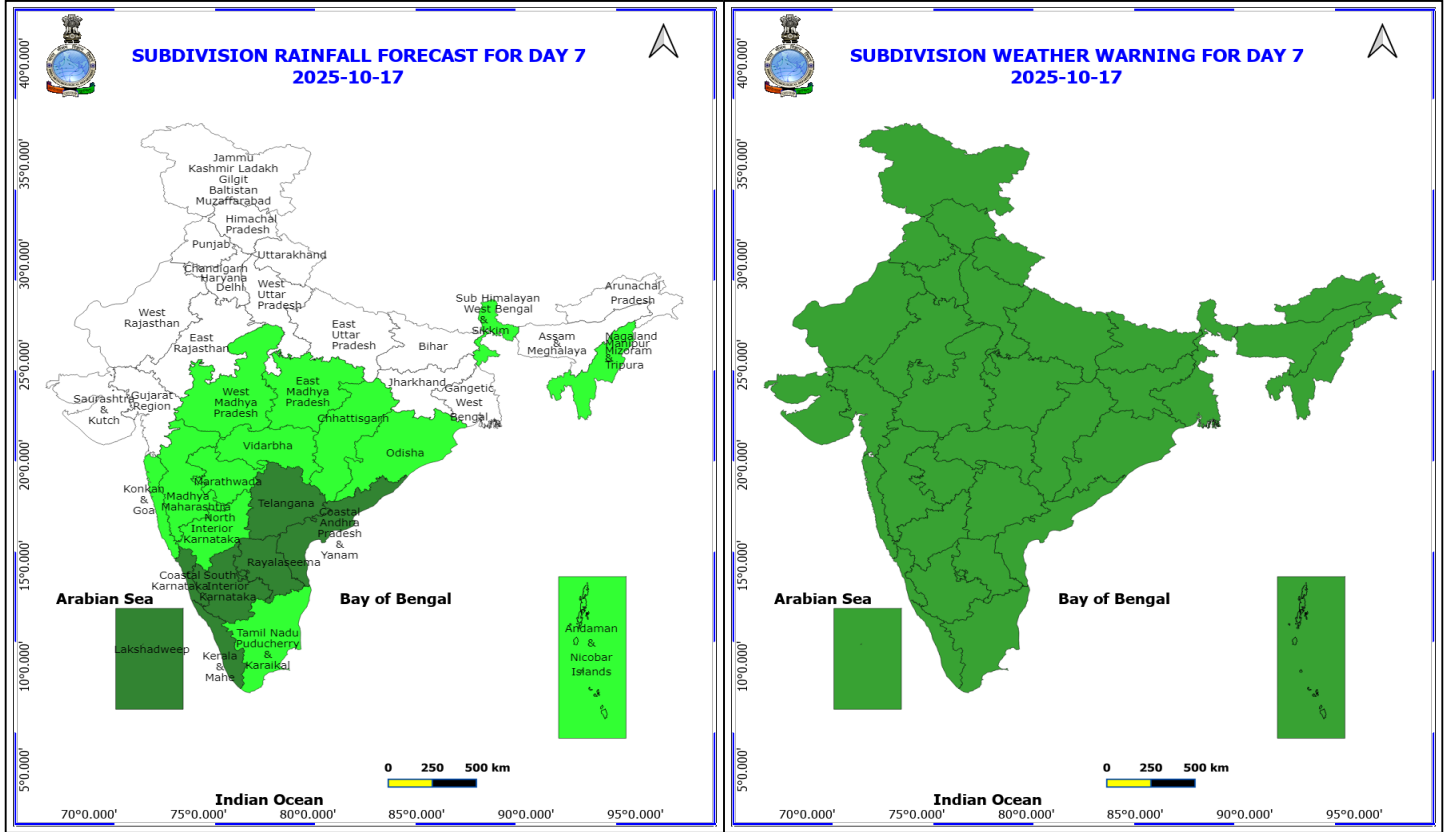 SUBDIVISION RAINFALL FORECAST FOR DAY 7
2025-10-17
40°0.000'
35°0.000'
30°0.000'
25°0.000'
20°0.000'
15°0.000'
10°0.000'
5°0.000'
Jammu
Kashmir Ladakh
Gilgit
Baltistan
Muzaffarabad
Himachal
Pradesh
Punjab
Uttarakhand
Chandigarh
Haryana
Delhi
West
Uttar
Pradesh
West
Rajasthan
East
Rajasthan
East
Uttar
Pradesh
Bihar
Sub Himalayan
West Bengal
&
Sikkim
Arunachal
Pradesh
Assam
&
Meghalaya
Nagaland
Manipur
Mizoram
&
Tripura
Saurashtra
&
Kutch
Gujarat
Region
West
Madhya
Pradesh
East
Madhya
Pradesh
Jharkhand
Gangetic
West
Bengal
Chhattisgarh
Vidarbha
Odisha
Konkan
&
Goa
Marathwada
Madhya
Maharashtra
North
Interior
Karnataka
Telangana
Coastal
Andhra
Pradesh
&
Yanam
Rayalaseema
Coastal
Karnataka
South
Interior
Karnataka
Arabian Sea
Bay of Bengal
Lakshadweep
Tamil Nadu
Puducherry
&
Karaikal
Kerala
&
Mahe
Andaman
&
Nicobar
Islands
0 250 500 km
Indian Ocean
70°0.000' 75°0.000' 80°0.000' 85°0.000' 90°0.000' 95°0.000'
SUBDIVISION WEATHER WARNING FOR DAY 7
2025-10-17
40°0.000'
35°0.000'
30°0.000'
25°0.000'
20°0.000'
15°0.000'
10°0.000'
5°0.000'
Arabian Sea
Bay of Bengal
0 250 500 km
Indian Ocean
70°0.000' 75°0.000' 80°0.000' 85°0.000' 90°0.000' 95°0.000'